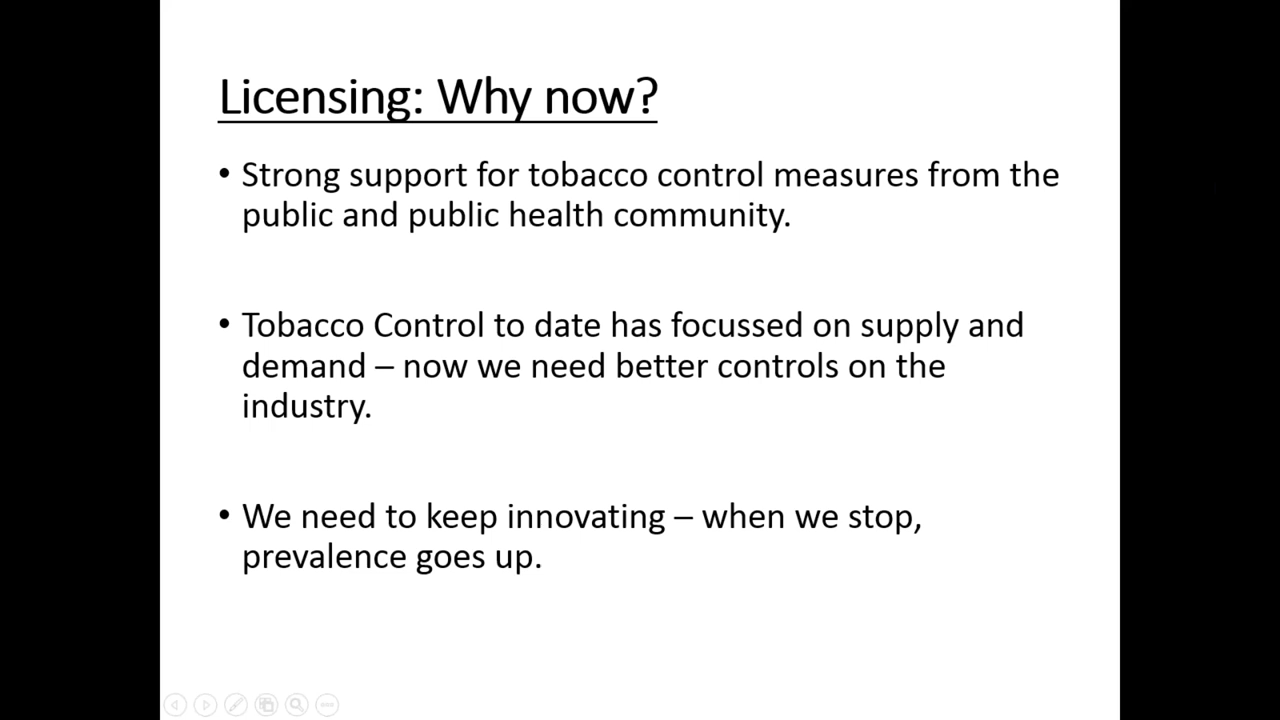 Licensing: Why now?
• Strong support for tobacco control measures from the
public and public health community.
• Tobacco Control to date has focussed on supply and
demand – now we need better controls on the
industry.
• We need to keep innovating – when we stop,
prevalence goes up.